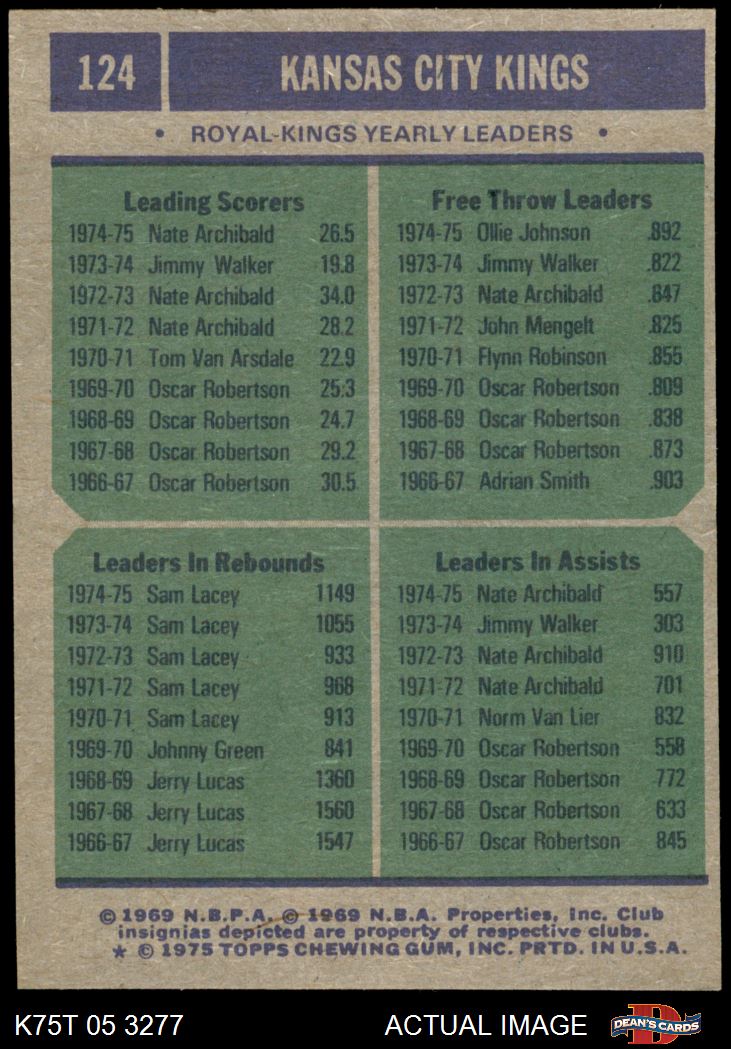 124 KANSAS CITY KINGS
• ROYAL-KINGS YEARLY LEADERS •
Leading Scorers
1974-75 Nate Archibald 26.5
1973-74 Jimmy Walker 19.8
1972-73 Nate Archibald 34.0
1971-72 Nate Archibald 28.2
1970-71 Tom Van Arsdale 22.9
1969-70 Oscar Robertson 25.3
1968-69 Oscar Robertson 24.7
1967-68 Oscar Robertson 29.2
1966-67 Oscar Robertson 30.5
Free Throw Leaders
1974-75 Ollie Johnson .892
1973-74 Jimmy Walker .822
1972-73 Nate Archibald .847
1971-72 John Mengelt .825
1970-71 Flynn Robinson .855
1969-70 Oscar Robertson .809
1968-69 Oscar Robertson .838
1967-68 Oscar Robertson .873
1966-67 Adrian Smith .903
Leaders In Rebounds
1974-75 Sam Lacey 1149
1973-74 Sam Lacey 1055
1972-73 Sam Lacey 933
1971-72 Sam Lacey 968
1970-71 Sam Lacey 913
1969-70 Johnny Green 841
1968-69 Jerry Lucas 1360
1967-68 Jerry Lucas 1560
1966-67 Jerry Lucas 1547
Leaders In Assists
1974-75 Nate Archibald 557
1973-74 Jimmy Walker 303
1972-73 Nate Archibald 910
1971-72 Nate Archibald 701
1970-71 Norm Van Lier 832
1969-70 Oscar Robertson 558
1968-69 Oscar Robertson 772
1967-68 Oscar Robertson 633
1966-67 Oscar Robertson 845
© 1969 N.B.P.A. © 1969 N.B.A. Properties, Inc. Club
insignias depicted are property of respective clubs.
★ © 1975 TOPPS CHEWING GUM, INC. PRTD. IN U.S.A.
K75T 05 3277 ACTUAL IMAGE D DEAN'S CARDS